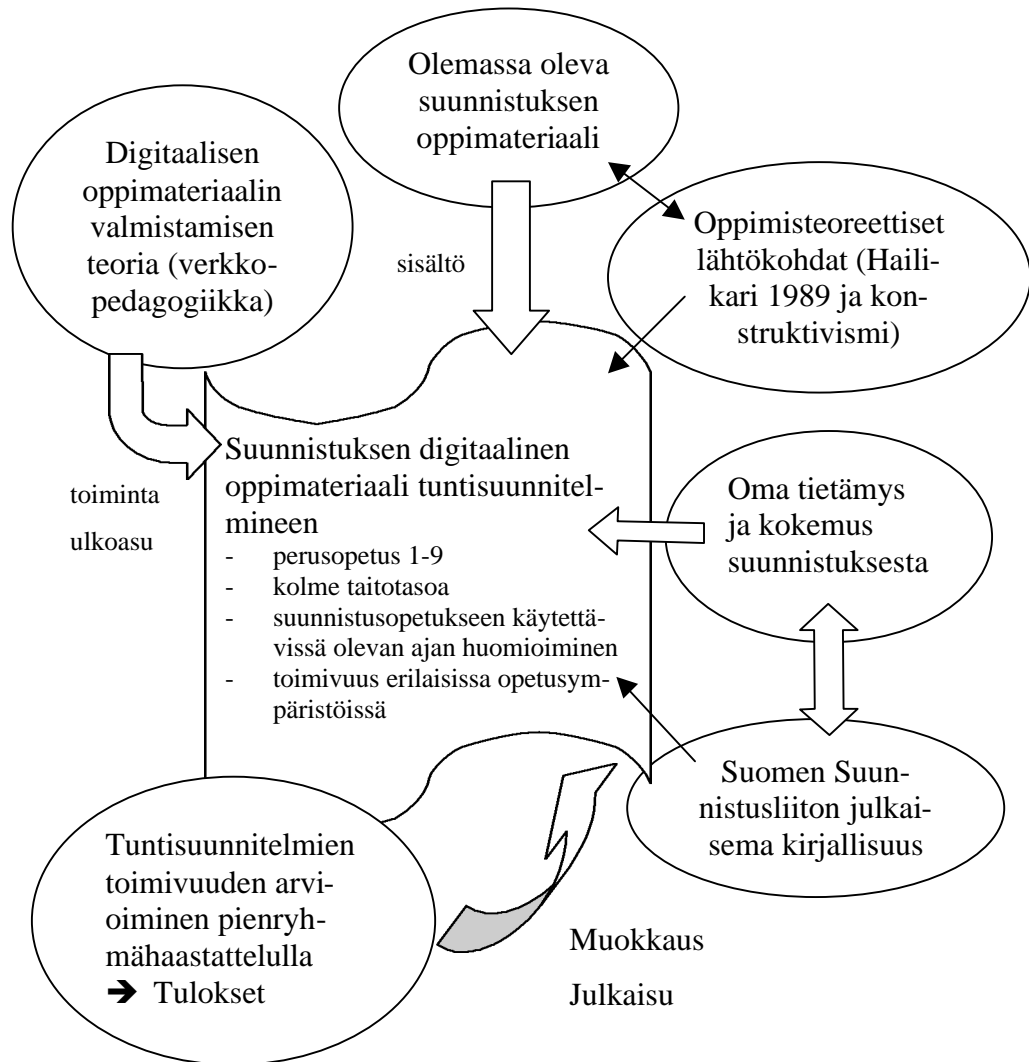 Olemassa oleva
suunnistuksen
oppimateriaali
Digitaalisen
oppimateriaalin
valmistamisen
teoria (verkko-
pedagogiikka)
sisältö
Oppimisteoreettiset
lähtökohdat (Haili-
kari 1989 ja kon-
struktivismi)
toiminta
ulkoasu
Suunnistuksen digitaalinen
oppimateriaali tuntisuunnitel-
mineen
- perusopetus 1-9
- kolme taitotasoa
- suunnistusopetukseen käytettä-
vissä olevan ajan huomioiminen
- toimivuus erilaisissa opetusym-
päristöissä
Oma tietämys
ja kokemus
suunnistuksesta
Suomen Suun-
nistusliiton julkai-
sema kirjallisuus
Tuntisuunnitelmien
toimivuuden arvi-
oiminen pienryh-
mähaastattelulla
➔ Tulokset
Muokkaus
Julkaisu